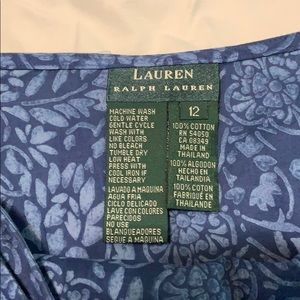 LAUREN
RALPH LAUREN
MACHINE WASH
COLD WATER
GENTLE CYCLE
WASH WITH
LIKE COLORS
NO BLEACH
TUMBLE DRY
LOW HEAT
PRESS WITH
COOL IRON IF
NECESSARY
LAVADO A MAQUINA
AGUA FRIA
CICLO DELICADO
LAVE CON COLORES
PARECIDOS
NO USE
BLANQUEADORES
SEQUE A MAQUINA
12
100% COTTON
RN 54050
CA 08349
MADE IN
THAILAND
100% ALGODON
HECHO EN
TAILANDIA
100% COTON
FABRIQUÉ EN
THAILANDE